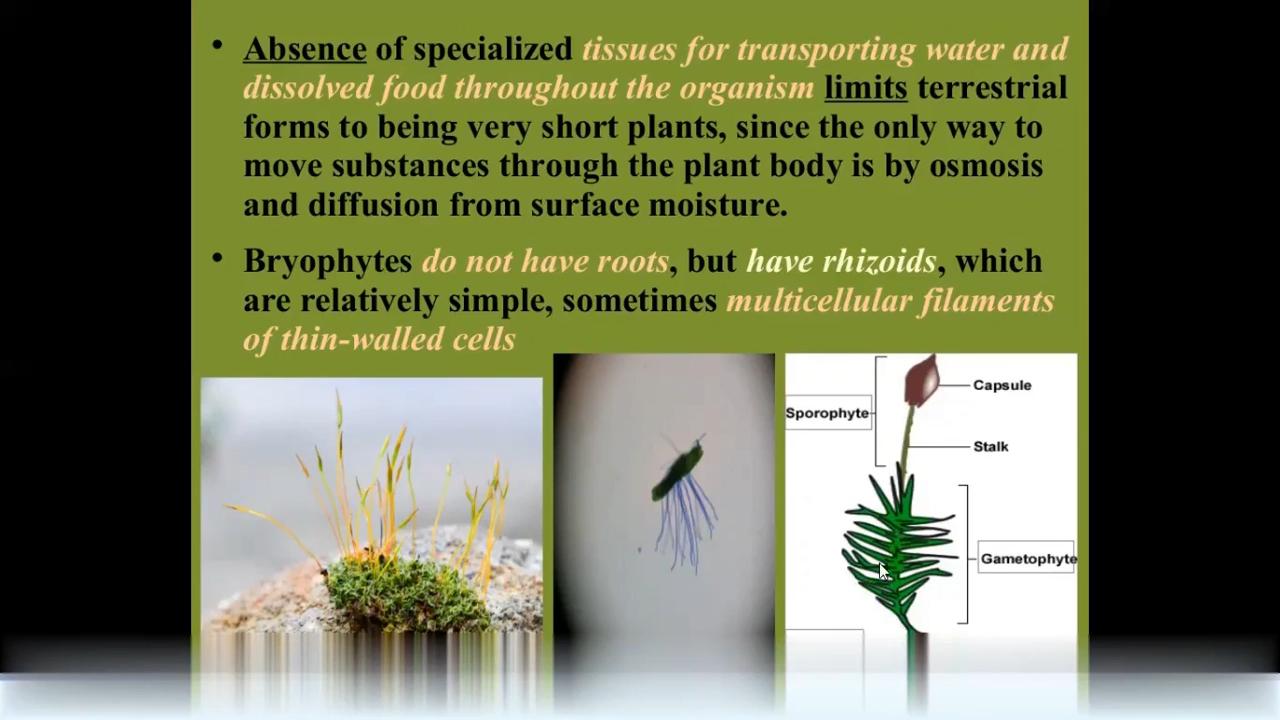 • Absence of specialized tissues for transporting water and
dissolved food throughout the organism limits terrestrial
forms to being very short plants, since the only way to
move substances through the plant body is by osmosis
and diffusion from surface moisture.
• Bryophytes do not have roots, but have rhizoids, which
are relatively simple, sometimes multicellular filaments
of thin-walled cells
Capsule
Sporophyte
Stalk
Gametophyte